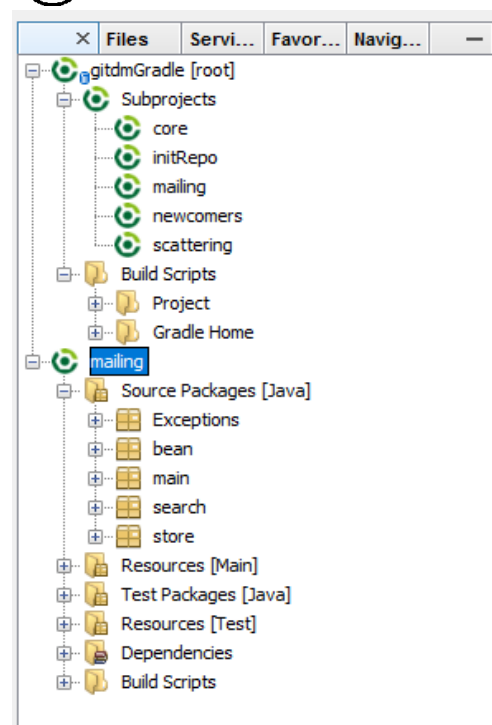 Files Servi... Favor... Navig...
gitdmGradle [root]
Subprojects
core
initRepo
mailing
newcomers
scattering
Build Scripts
Project
Gradle Home
mailing
Source Packages [Java]
Exceptions
bean
main
search
store
Resources [Main]
Test Packages [Java]
Resources [Test]
Dependencies
Build Scripts